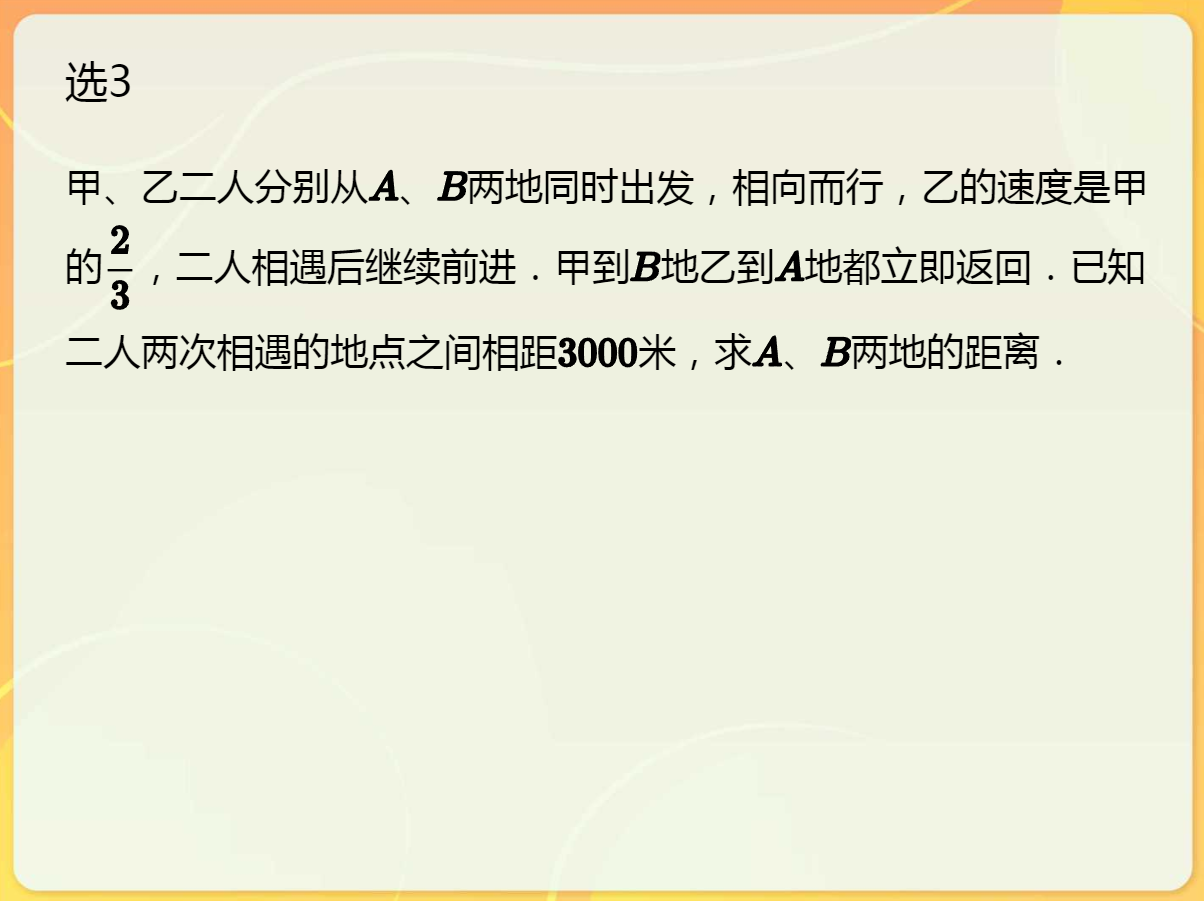 选3
甲、乙二人分别从A、B两地同时出发，相向而行，乙的速度是甲
的2/3，二人相遇后继续前进．甲到B地乙到A地都立即返回．已知
二人两次相遇的地点之间相距3000米，求A、B两地的距离．